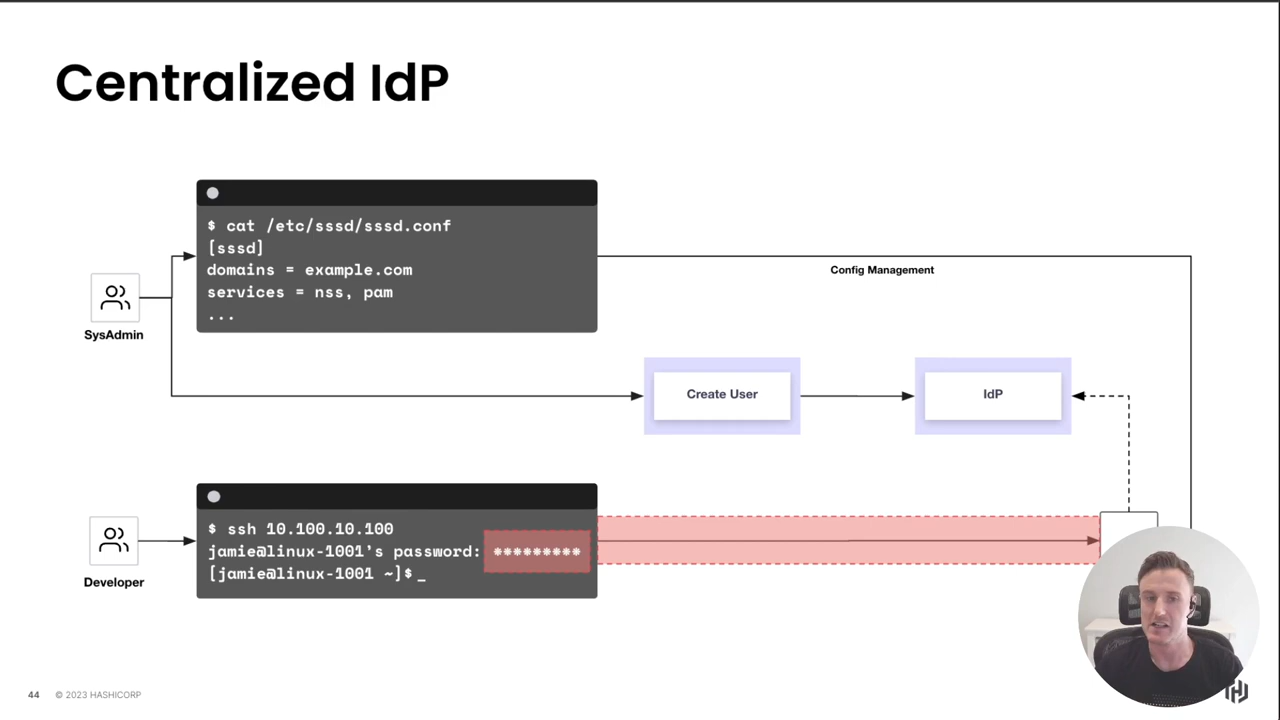 Centralized IdP
$ cat /etc/sssd/sssd.conf
[sssd]
domains = example.com
services = nss, pam
...
SysAdmin
Config Management
Create User
IdP
$ ssh 10.100.10.100
jamie@linux-1001's password: *********
[jamie@linux-1001 ~]$ _
Developer
44 © 2023 HASHICORP